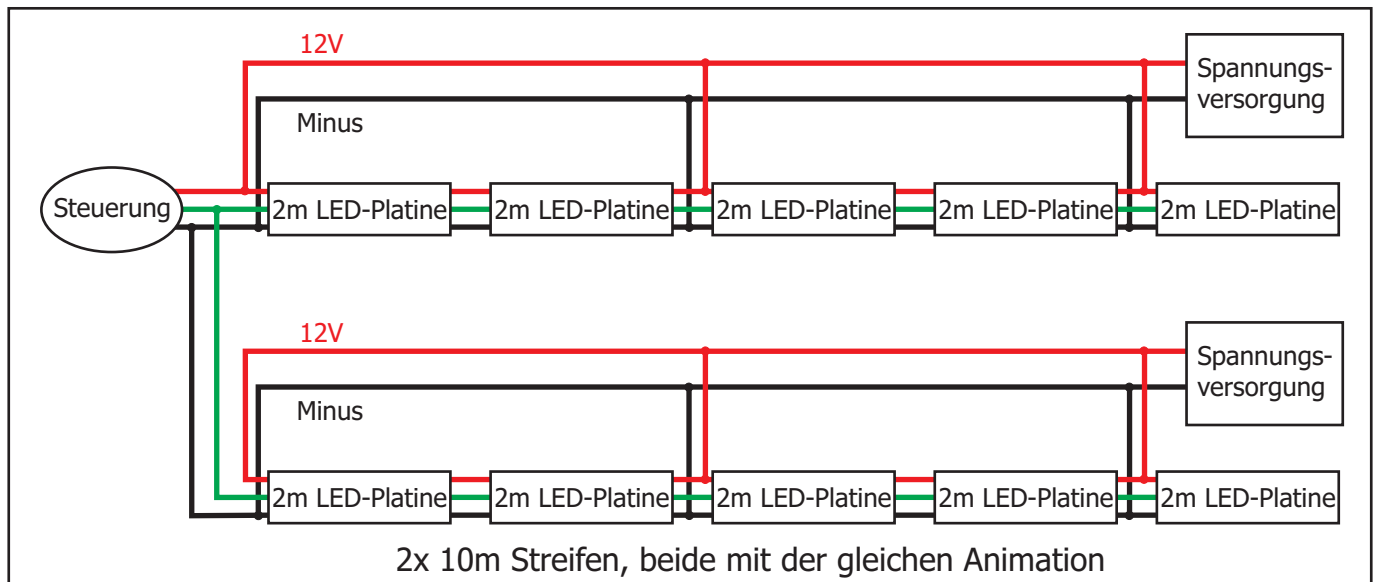 12V
Spannungs-
versorgung
Minus
Steuerung
2m LED-Platine
2m LED-Platine
2m LED-Platine
2m LED-Platine
2m LED-Platine
12V
Spannungs-
versorgung
Minus
2m LED-Platine
2m LED-Platine
2m LED-Platine
2m LED-Platine
2m LED-Platine
2x 10m Streifen, beide mit der gleichen Animation